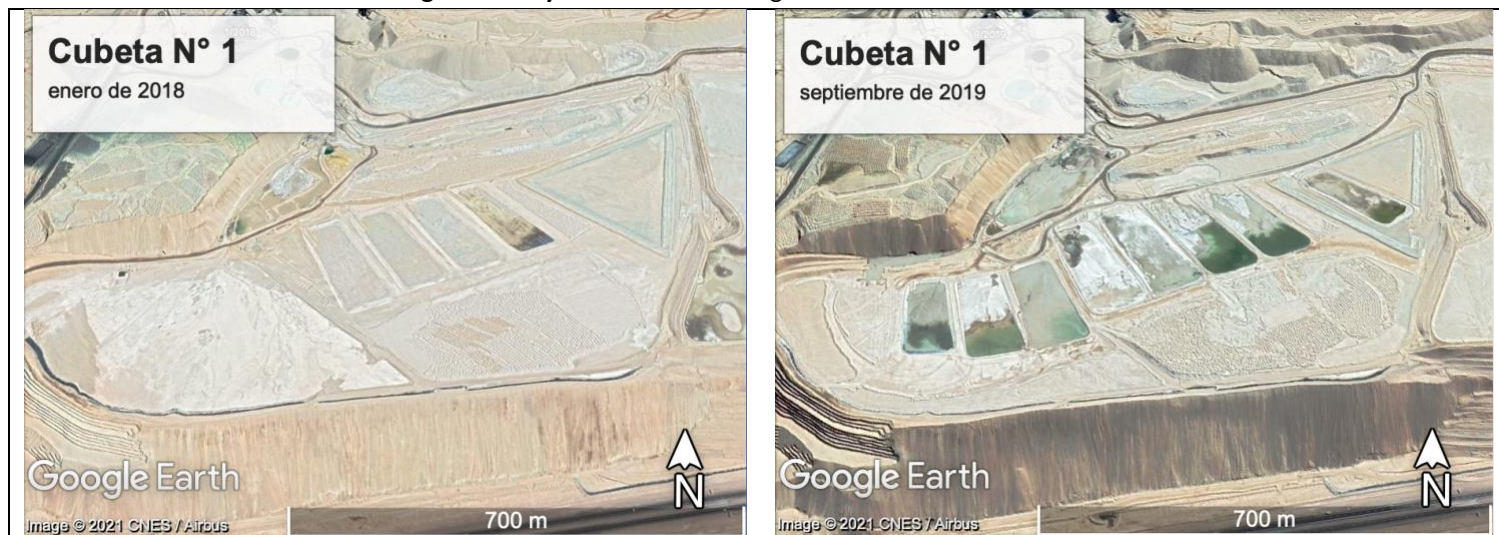 Cubeta N° 1
enero de 2018
Google Earth
N
Image © 2021 CNES / Airbus
700 m
Cubeta N° 1
septiembre de 2019
Google Earth
N
Image © 2021 CNES / Airbus
700 m